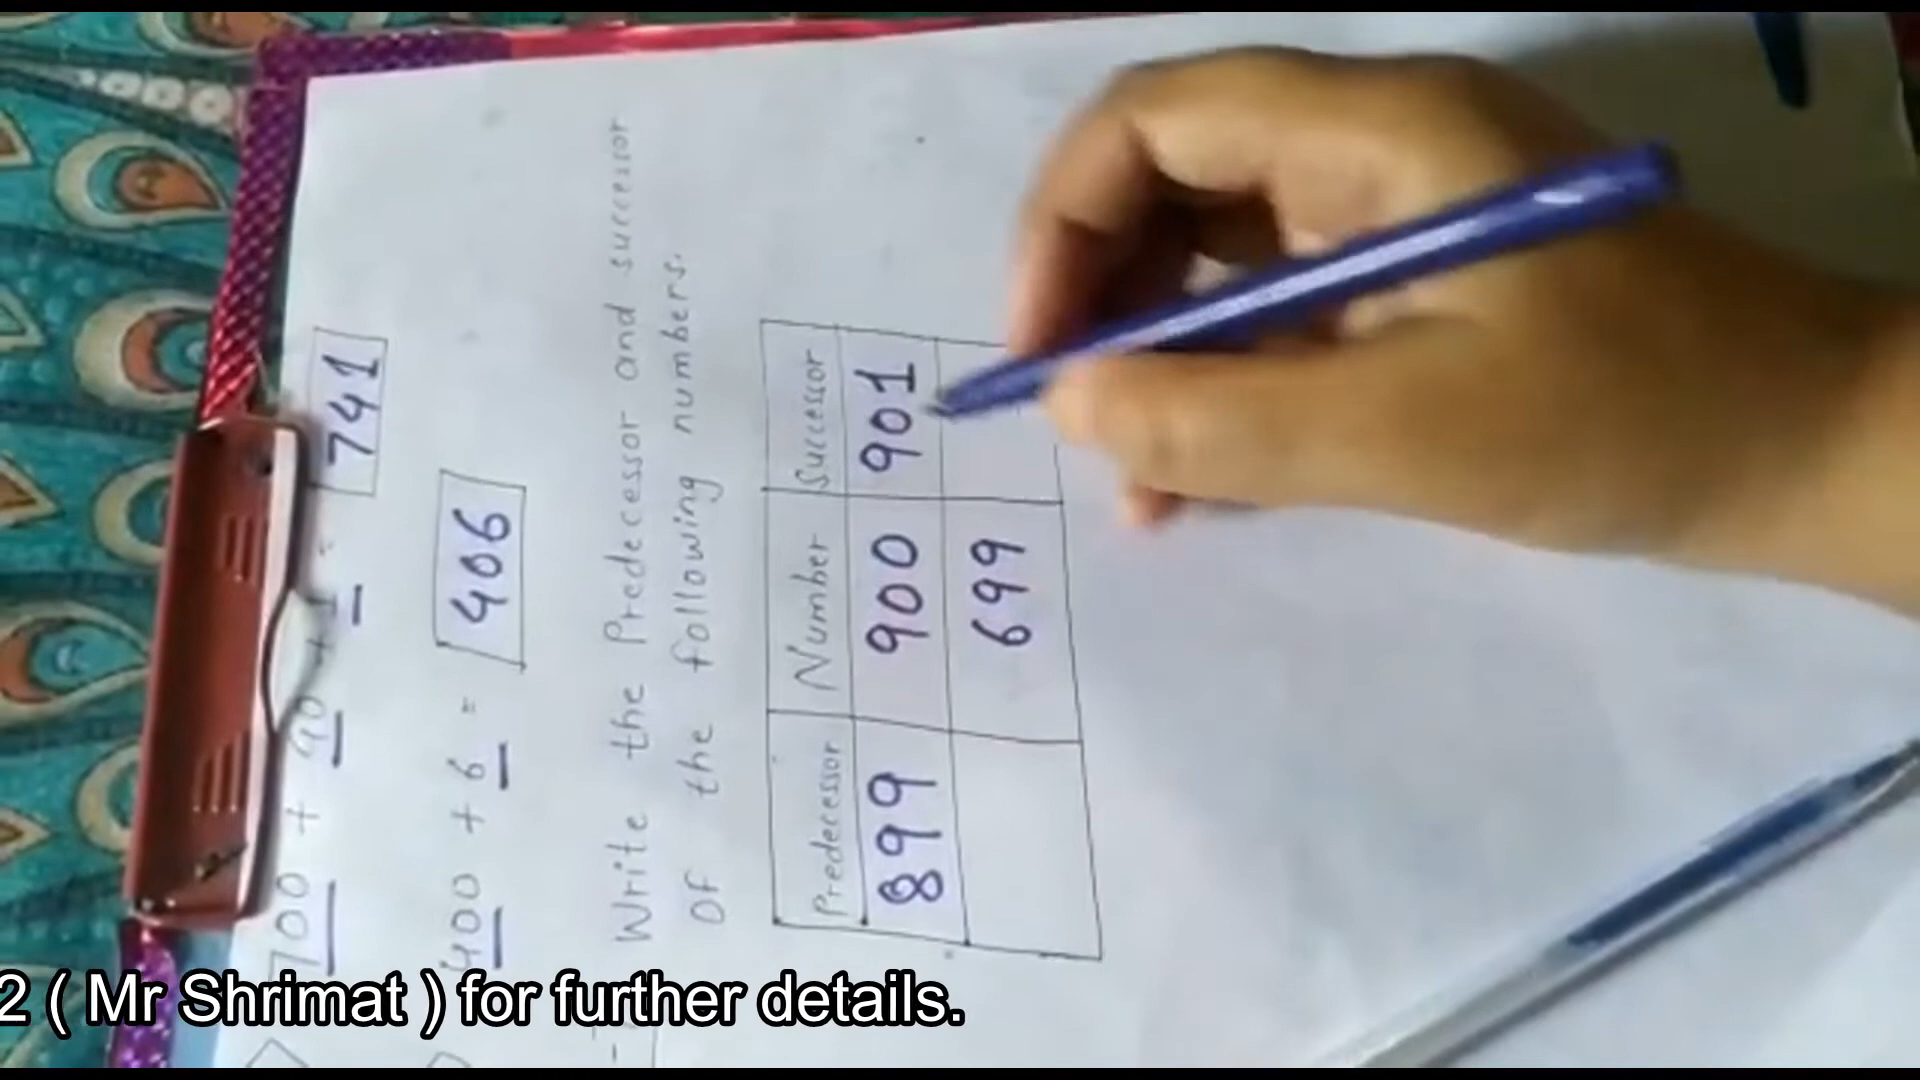 700 + 40 + 1 = 741
400 + 6 = 406
Write the Predecessor and successor
of the following numbers.
Predecessor Number Successor
899 900 901
699
2 ( Mr Shrimat ) for further details.